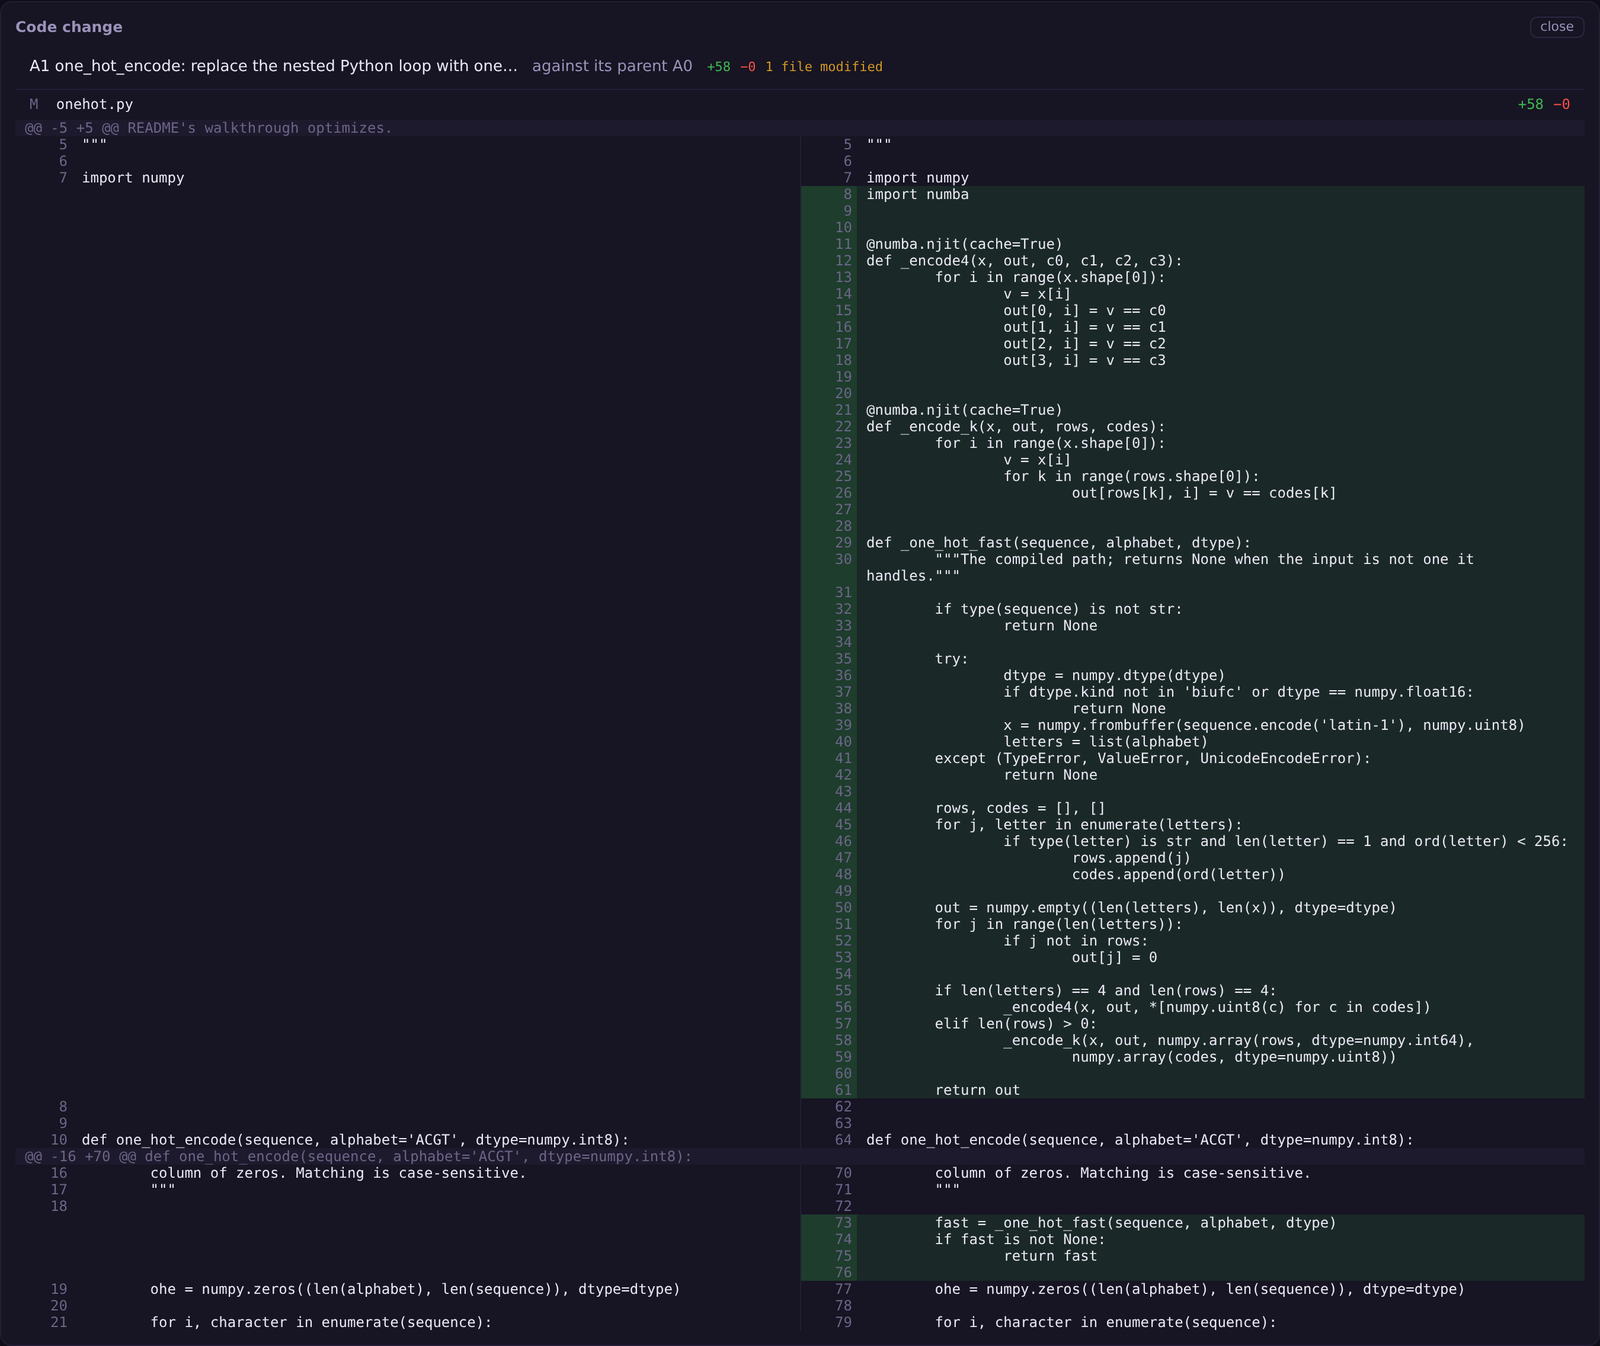 Code change
close
A1 one_hot_encode: replace the nested Python loop with one… against its parent A0 +58 −0 1 file modified
M onehot.py +58 −0
@@ -5 +5 @@ README's walkthrough optimizes.
5 """ 5 """
6 6
7 import numpy 7 import numpy
8 import numba
9
10
11 @numba.njit(cache=True)
12 def _encode4(x, out, c0, c1, c2, c3):
13 for i in range(x.shape[0]):
14 v = x[i]
15 out[0, i] = v == c0
16 out[1, i] = v == c1
17 out[2, i] = v == c2
18 out[3, i] = v == c3
19
20
21 @numba.njit(cache=True)
22 def _encode_k(x, out, rows, codes):
23 for i in range(x.shape[0]):
24 v = x[i]
25 for k in range(rows.shape[0]):
26 out[rows[k], i] = v == codes[k]
27
28
29 def _one_hot_fast(sequence, alphabet, dtype):
30 """The compiled path; returns None when the input is not one it
handles."""
31
32 if type(sequence) is not str:
33 return None
34
35 try:
36 dtype = numpy.dtype(dtype)
37 if dtype.kind not in 'biufc' or dtype == numpy.float16:
38 return None
39 x = numpy.frombuffer(sequence.encode('latin-1'), numpy.uint8)
40 letters = list(alphabet)
41 except (TypeError, ValueError, UnicodeEncodeError):
42 return None
43
44 rows, codes = [], []
45 for j, letter in enumerate(letters):
46 if type(letter) is str and len(letter) == 1 and ord(letter) < 256:
47 rows.append(j)
48 codes.append(ord(letter))
49
50 out = numpy.empty((len(letters), len(x)), dtype=dtype)
51 for j in range(len(letters)):
52 if j not in rows:
53 out[j] = 0
54
55 if len(letters) == 4 and len(rows) == 4:
56 _encode4(x, out, *[numpy.uint8(c) for c in codes])
57 elif len(rows) > 0:
58 _encode_k(x, out, numpy.array(rows, dtype=numpy.int64),
59 numpy.array(codes, dtype=numpy.uint8))
60
61 return out
8 62
9 63
10 def one_hot_encode(sequence, alphabet='ACGT', dtype=numpy.int8): 64 def one_hot_encode(sequence, alphabet='ACGT', dtype=numpy.int8):
@@ -16 +70 @@ def one_hot_encode(sequence, alphabet='ACGT', dtype=numpy.int8):
16 column of zeros. Matching is case-sensitive. 70 column of zeros. Matching is case-sensitive.
17 """ 71 """
18 72
73 fast = _one_hot_fast(sequence, alphabet, dtype)
74 if fast is not None:
75 return fast
76
19 ohe = numpy.zeros((len(alphabet), len(sequence)), dtype=dtype) 77 ohe = numpy.zeros((len(alphabet), len(sequence)), dtype=dtype)
20 78
21 for i, character in enumerate(sequence): 79 for i, character in enumerate(sequence):